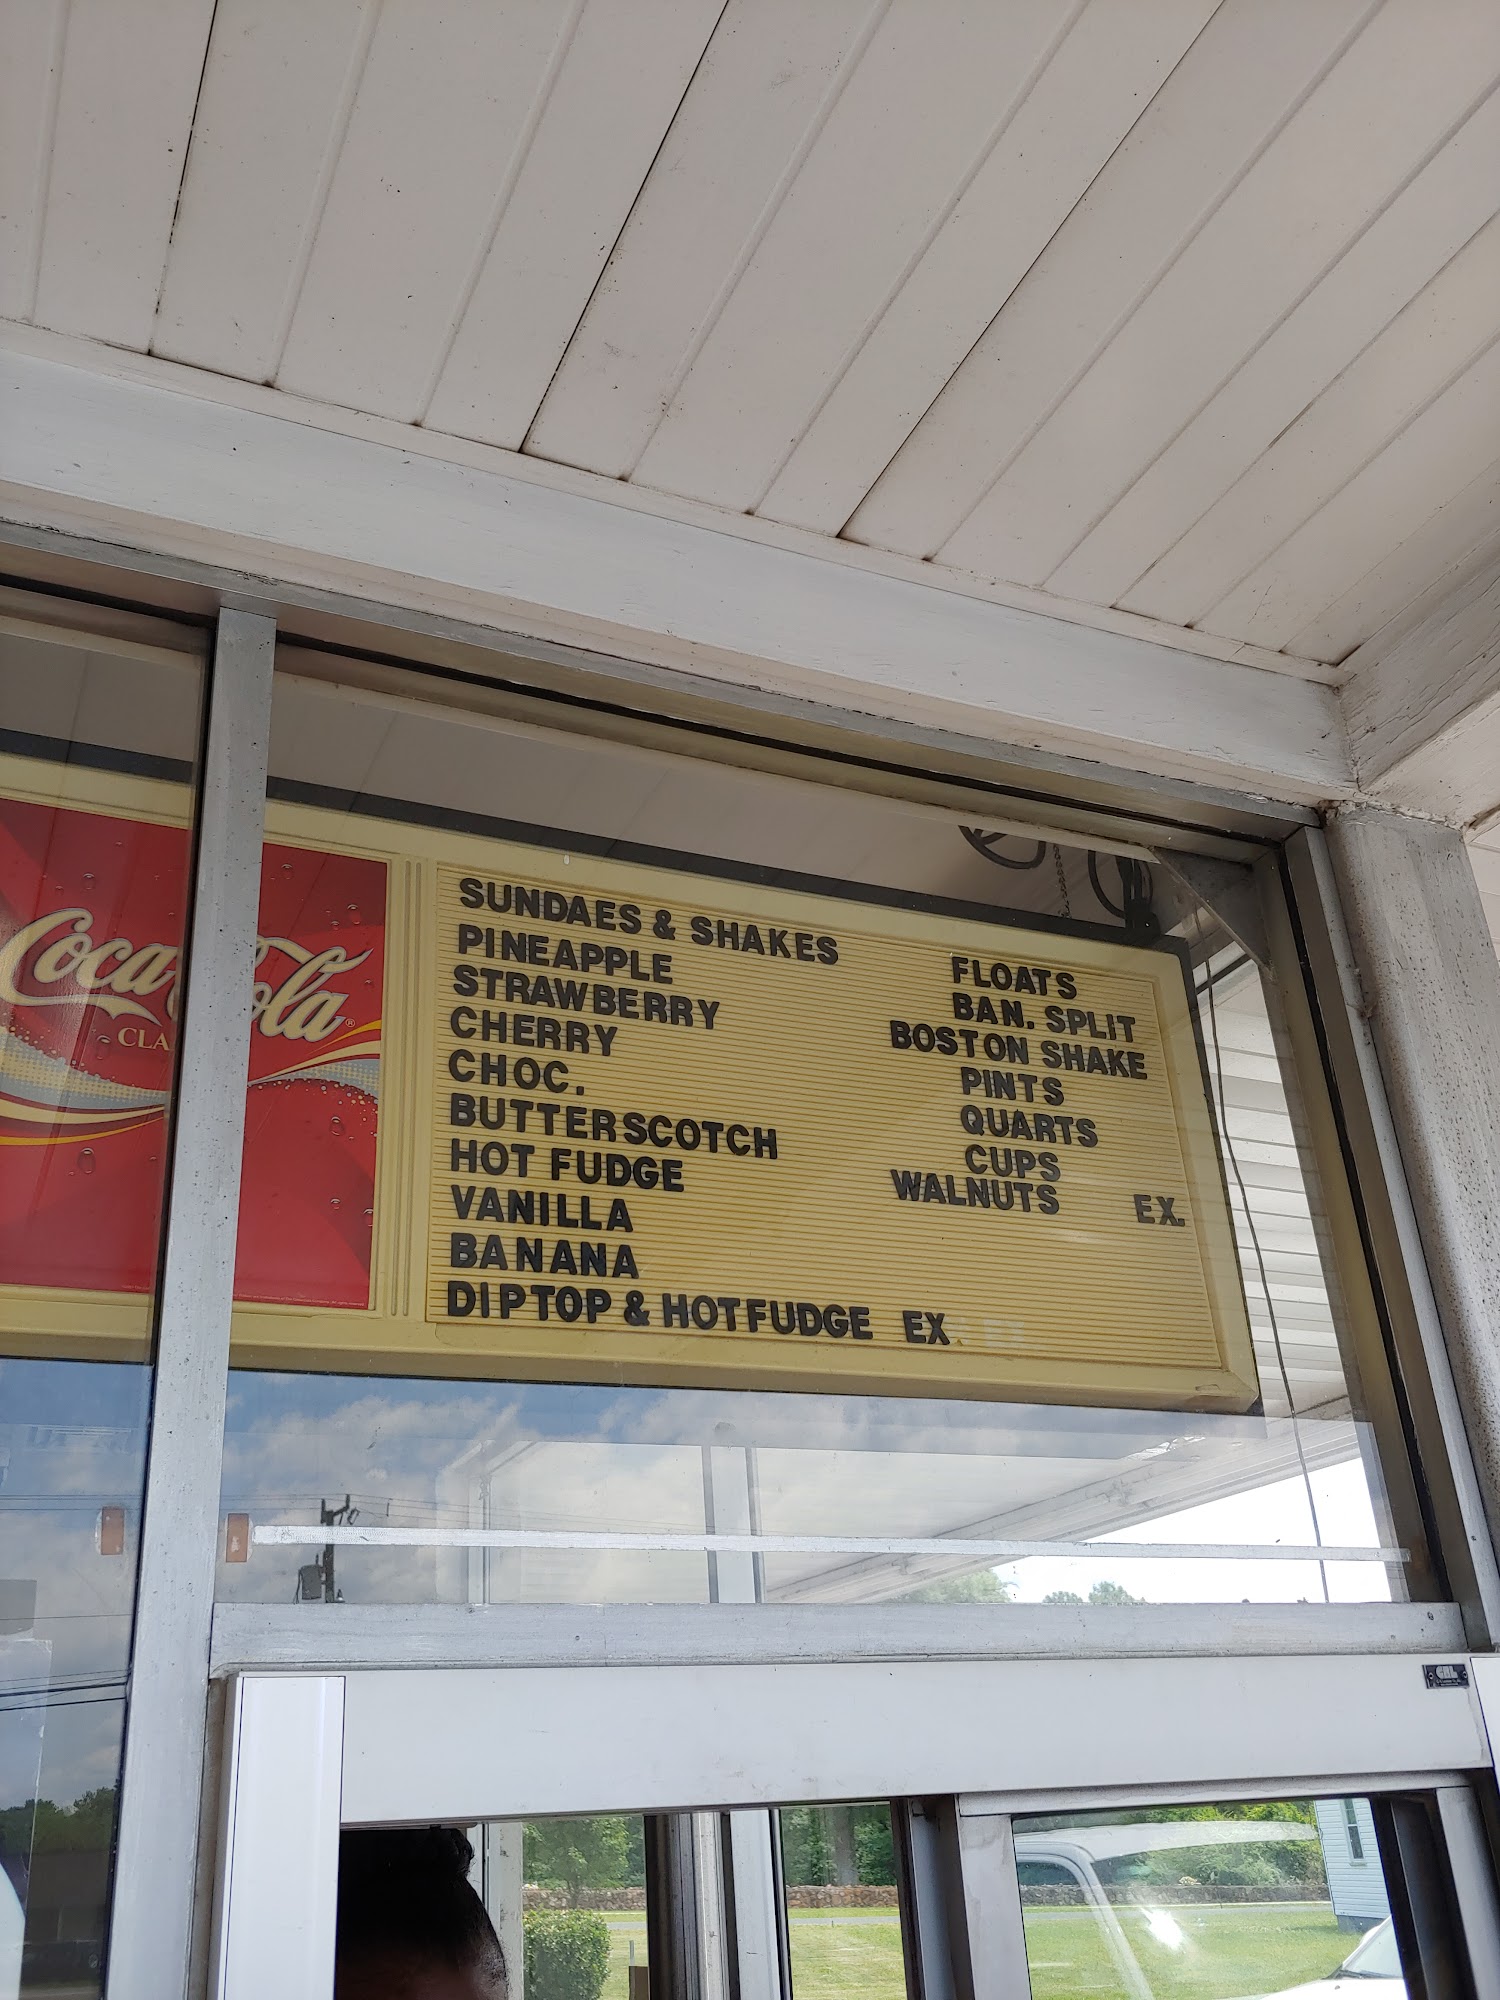 Coca-Cola
CLA
SUNDAES & SHAKES
PINEAPPLE
STRAWBERRY
CHERRY
CHOC.
BUTTERSCOTCH
HOT FUDGE
VANILLA
BANANA
DIPTOP & HOTFUDGE EX.
FLOATS
BAN. SPLIT
BOSTON SHAKE
PINTS
QUARTS
CUPS
WALNUTS EX.